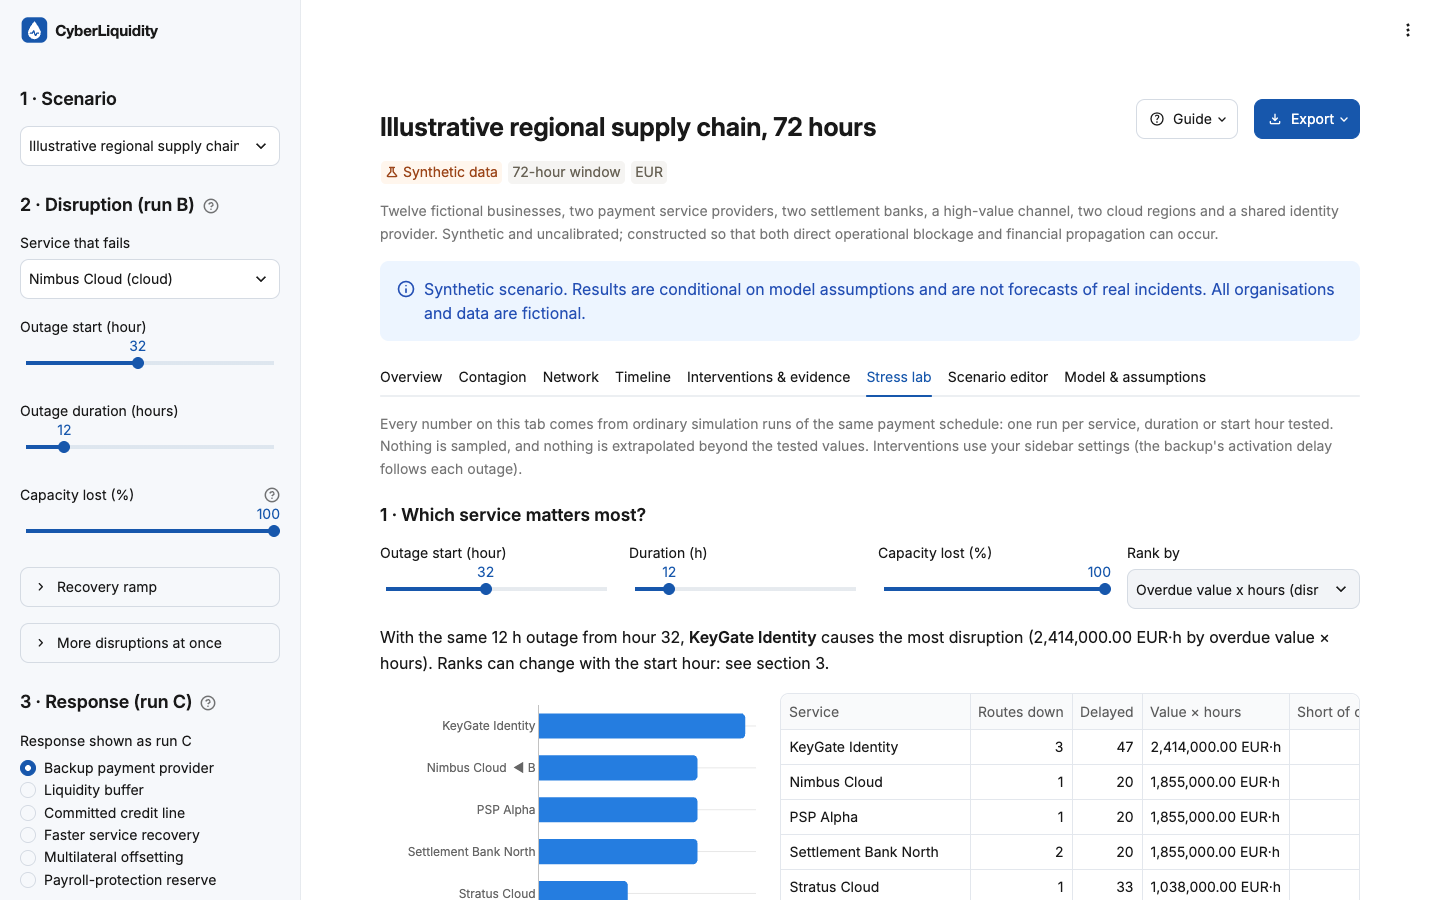 CyberLiquidity
1 · Scenario
Illustrative regional supply chain
2 · Disruption (run B)
Service that fails
Nimbus Cloud (cloud)
Outage start (hour)
32
Outage duration (hours)
12
Capacity lost (%)
100
Recovery ramp
More disruptions at once
3 · Response (run C)
Response shown as run C
Backup payment provider
Liquidity buffer
Committed credit line
Faster service recovery
Multilateral offsetting
Payroll-protection reserve
Illustrative regional supply chain, 72 hours
Guide
Export
Synthetic data 72-hour window EUR
Twelve fictional businesses, two payment service providers, two settlement banks, a high-value channel, two cloud regions and a shared identity
provider. Synthetic and uncalibrated; constructed so that both direct operational blockage and financial propagation can occur.
Synthetic scenario. Results are conditional on model assumptions and are not forecasts of real incidents. All organisations
and data are fictional.
Overview Contagion Network Timeline Interventions & evidence Stress lab Scenario editor Model & assumptions
Every number on this tab comes from ordinary simulation runs of the same payment schedule: one run per service, duration or start hour tested.
Nothing is sampled, and nothing is extrapolated beyond the tested values. Interventions use your sidebar settings (the backup's activation delay
follows each outage).
1 · Which service matters most?
Outage start (hour) Duration (h) Capacity lost (%) Rank by
32 12 100
Overdue value x hours (disr
With the same 12 h outage from hour 32, KeyGate Identity causes the most disruption (2,414,000.00 EUR·h by overdue value ×
hours). Ranks can change with the start hour: see section 3.
KeyGate Identity
Nimbus Cloud ◀ B
PSP Alpha
Settlement Bank North
Stratus Cloud
Service Routes down Delayed Value × hours Short of c
KeyGate Identity 3 47 2,414,000.00 EUR·h
Nimbus Cloud 1 20 1,855,000.00 EUR·h
PSP Alpha 1 20 1,855,000.00 EUR·h
Settlement Bank North 2 20 1,855,000.00 EUR·h
Stratus Cloud 1 33 1,038,000.00 EUR·h